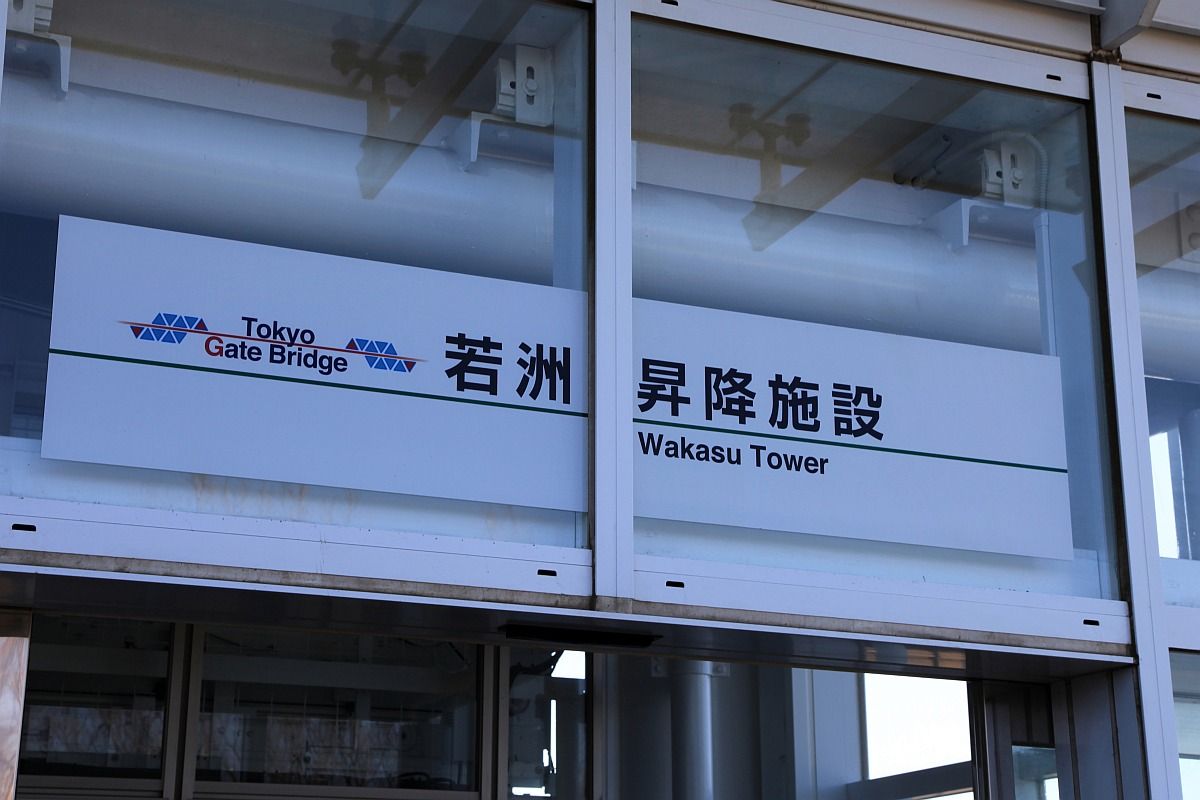 Tokyo
Gate Bridge
若洲昇降施設
Wakasu Tower